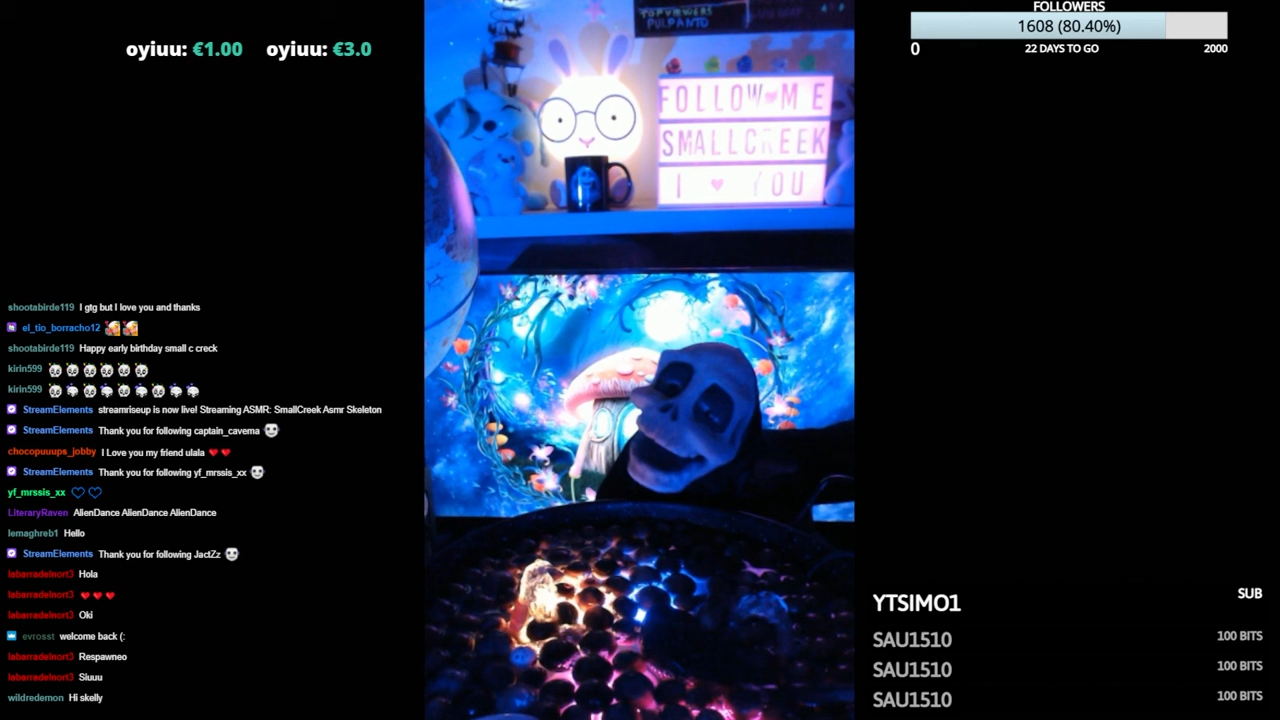 FOLLOWERS
1608 (80.40%)
0
22 DAYS TO GO
2000
oyiuu: €1.00
oyiuu: €3.0
TOPVIEWERS
PULPANTO
FOLLOW♥ME
SMALLCREEK
I ♥ YOU
shootabirde119 I gtg but I love you and thanks
el_tio_borracho12
shootabirde119 Happy early birthday small c creck
kirin599
kirin599
StreamElements streamriseup is now live! Streaming ASMR: SmallCreek Asmr Skeleton
StreamElements Thank you for following captain_cavema
chocopuuups_jobby I Love you my friend ulala
StreamElements Thank you for following yf_mrssis_xx
yf_mrssis_xx
LiteraryRaven AlienDance AlienDance AlienDance
lemaghreb1 Hello
StreamElements Thank you for following JactZz
labarradelnort3 Hola
labarradelnort3
labarradelnort3 Oki
evrosst welcome back (:
labarradelnort3 Respawneo
labarradelnort3 Siuuu
wildredemon Hi skelly
YTSIMO1 SUB
SAU1510 100 BITS
SAU1510 100 BITS
SAU1510 100 BITS